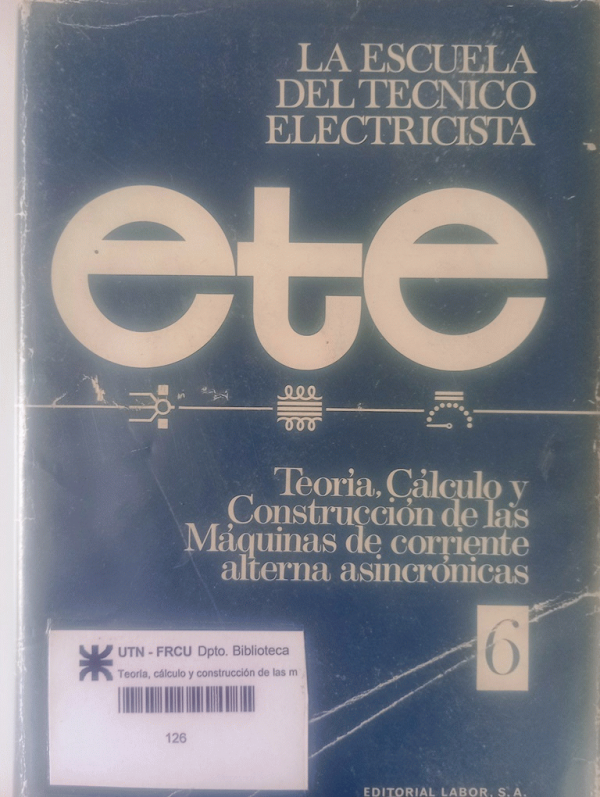 LA ESCUELA
DEL TECNICO
ELECTRICISTA
ete
Teoría, Cálculo y
Construcción de las
Máquinas de corriente
alterna asincrónicas
6
UTN - FRCU Dpto. Biblioteca
Teoria, cálculo y construcción de las m
126
EDITORIAL LABOR, S. A.